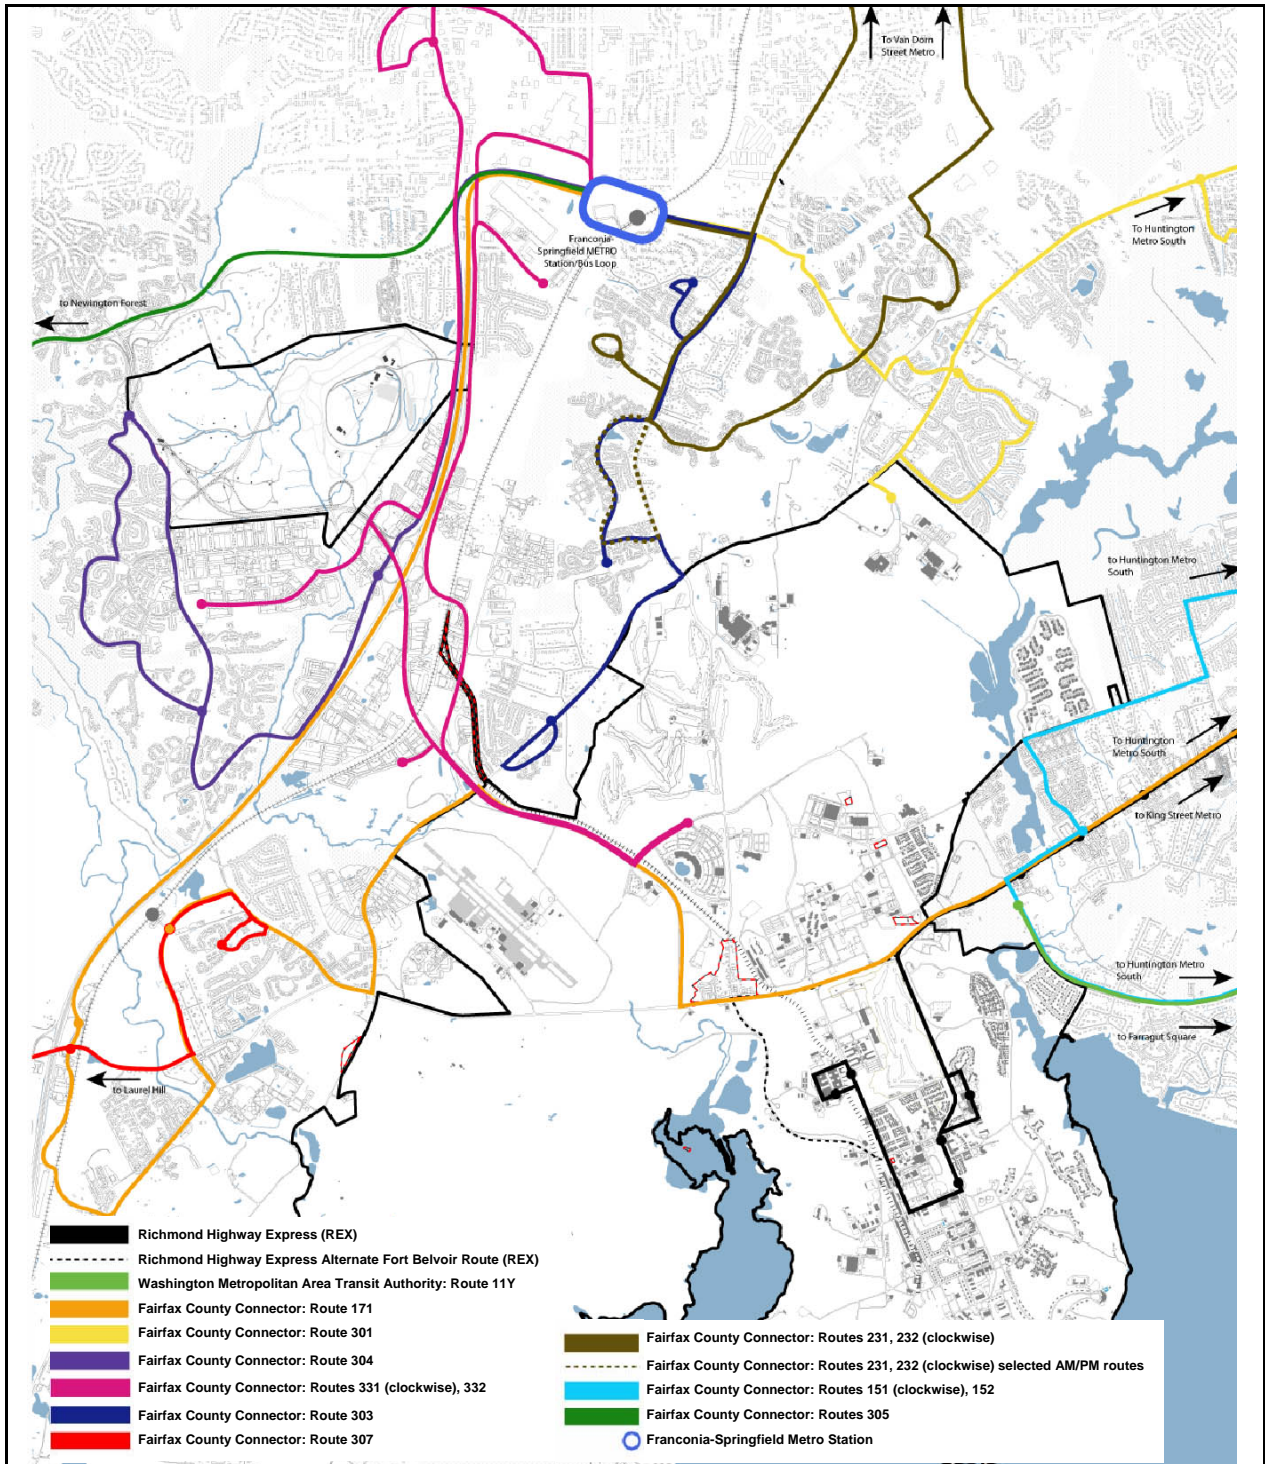 To Van Dorn
Street Metro
To Huntington
Metro South
Franconia-
Springfield METRO
Station/Bus Loop
to Newington Forest
to Huntington Metro
South
To Huntington
Metro South
to King Street Metro
to Huntington Metro
South
to Farragut Square
to Laurel Hill
Richmond Highway Express (REX)
Richmond Highway Express Alternate Fort Belvoir Route (REX)
Washington Metropolitan Area Transit Authority: Route 11Y
Fairfax County Connector: Route 171
Fairfax County Connector: Route 301
Fairfax County Connector: Route 304
Fairfax County Connector: Routes 331 (clockwise), 332
Fairfax County Connector: Route 303
Fairfax County Connector: Route 307
Fairfax County Connector: Routes 231, 232 (clockwise)
Fairfax County Connector: Routes 231, 232 (clockwise) selected AM/PM routes
Fairfax County Connector: Routes 151 (clockwise), 152
Fairfax County Connector: Routes 305
Franconia-Springfield Metro Station